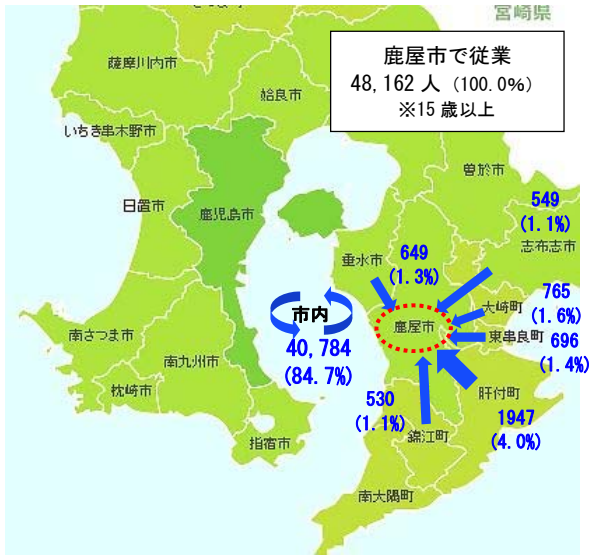 宮崎県
鹿屋市で従業
48,162人（100.0%）
※15歳以上
薩摩川内市
姶良市
いちき串木野市
曽於市
日置市
鹿児島市
549
(1.1%)
志布志市
垂水市
649
(1.3%)
765
(1.6%)
大崎町
市内
鹿屋市
東串良町
696
(1.4%)
40,784
(84.7%)
南さつま市
南九州市
枕崎市
指宿市
530
(1.1%)
肝付町
1947
(4.0%)
錦江町
南大隅町